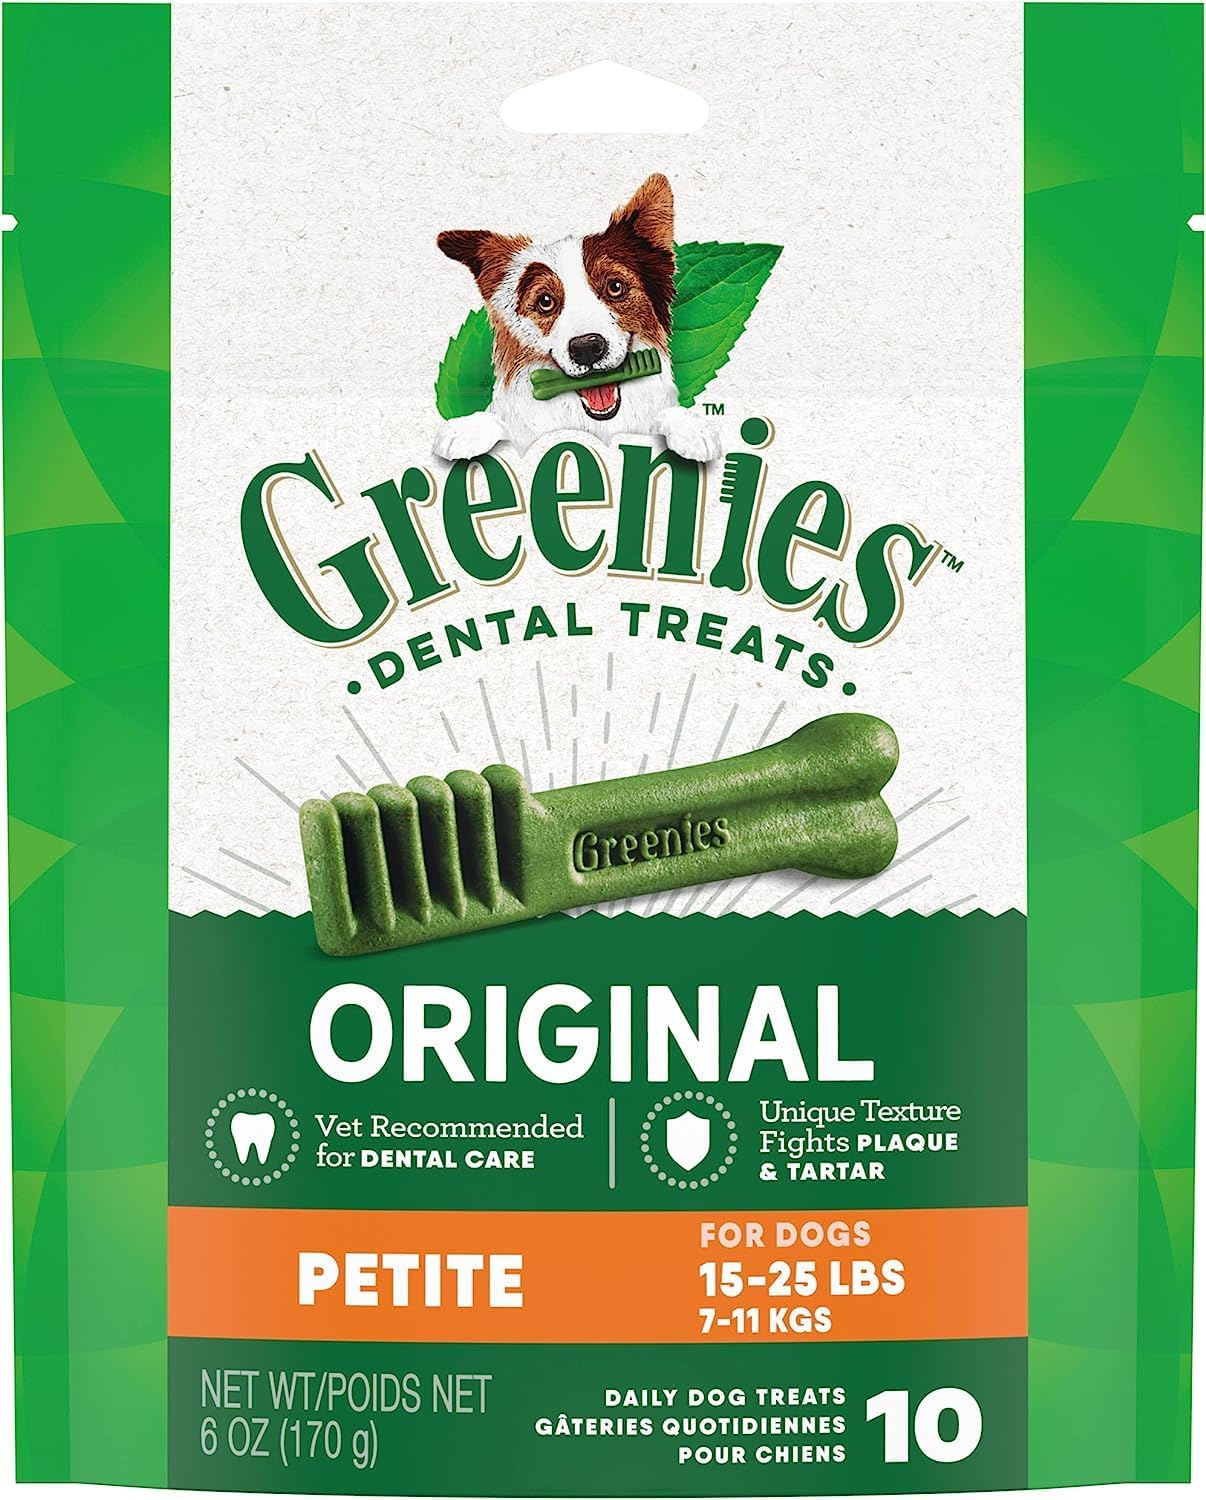 ™
Greenies™
• DENTAL TREATS •
Greenies
ORIGINAL
Vet Recommended
for DENTAL CARE
Unique Texture
Fights PLAQUE
& TARTAR
PETITE
FOR DOGS
15-25 LBS
7-11 KGS
NET WT/POIDS NET
6 OZ (170 g)
DAILY DOG TREATS
GÂTERIES QUOTIDIENNES
POUR CHIENS
10